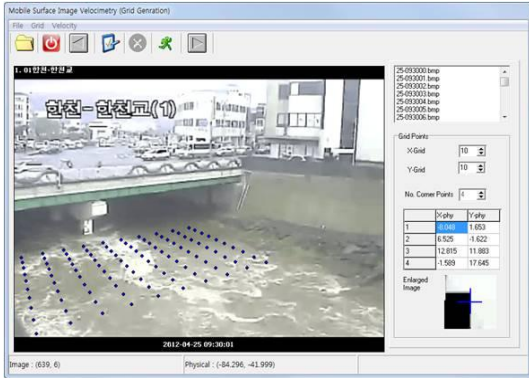 Mobile Surface Image Velocimetry (Grid Genration)
File Grid Velocity
1. 01한천-한천교
한천-한천교(1)
2012-04-25 09:30:01
25-093000.bmp
25-093001.bmp
25-093002.bmp
25-093003.bmp
25-093004.bmp
25-093005.bmp
25-093006.bmp
Grid Points
X-Grid 10
Y-Grid 10
No. Corner Points 4
X-phy Y-phy
1 -0.048 1.653
2 6.525 -1.622
3 12.815 11.883
4 -1.589 17.645
Enlarged
Image
Image : (639, 6) Physical : (-84.296, -41.999)